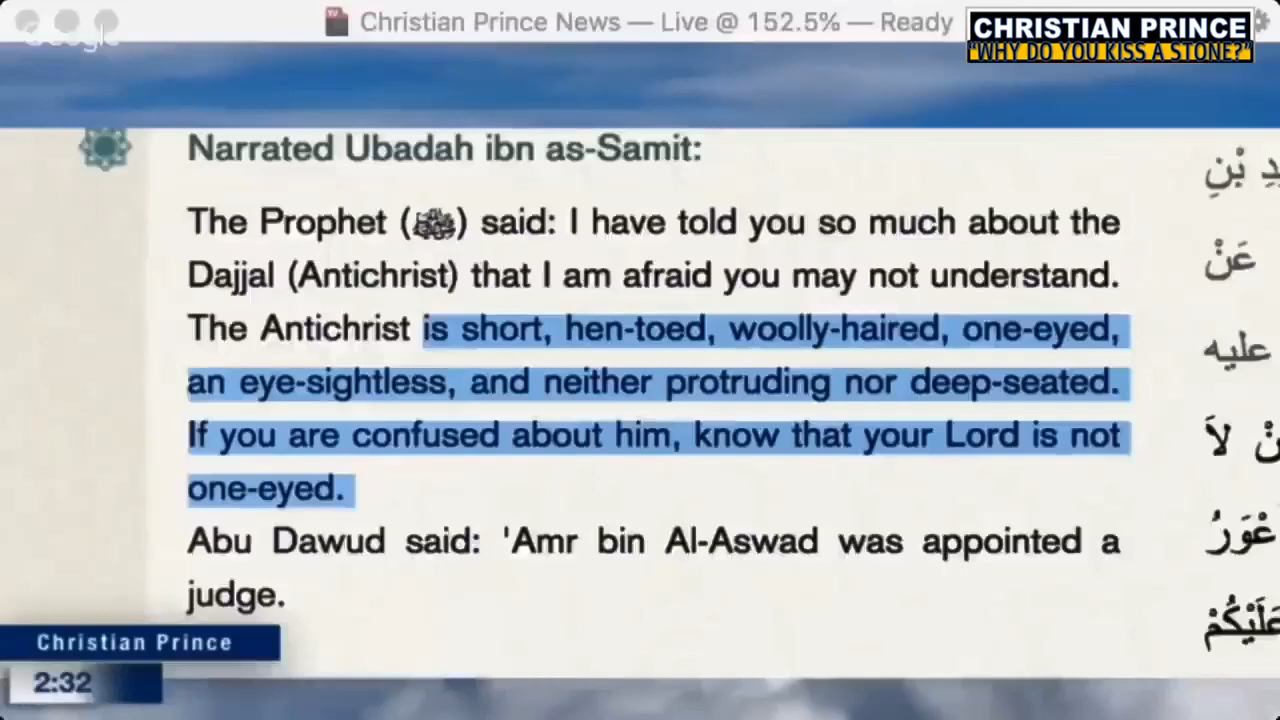 Christian Prince News — Live @ 152.5% — Ready
CHRISTIAN PRINCE
"WHY DO YOU KISS A STONE?"
Google
Narrated Ubadah ibn as-Samit:
The Prophet (ﷺ) said: I have told you so much about the
Dajjal (Antichrist) that I am afraid you may not understand.
The Antichrist is short, hen-toed, woolly-haired, one-eyed,
an eye-sightless, and neither protruding nor deep-seated.
If you are confused about him, know that your Lord is not
one-eyed.
Abu Dawud said: 'Amr bin Al-Aswad was appointed a
judge.
دِ بْنِ
عَنْ
عليه
نْ لاَ
عْوَرُ
عَلَيْكُمْ
Christian Prince
2:32